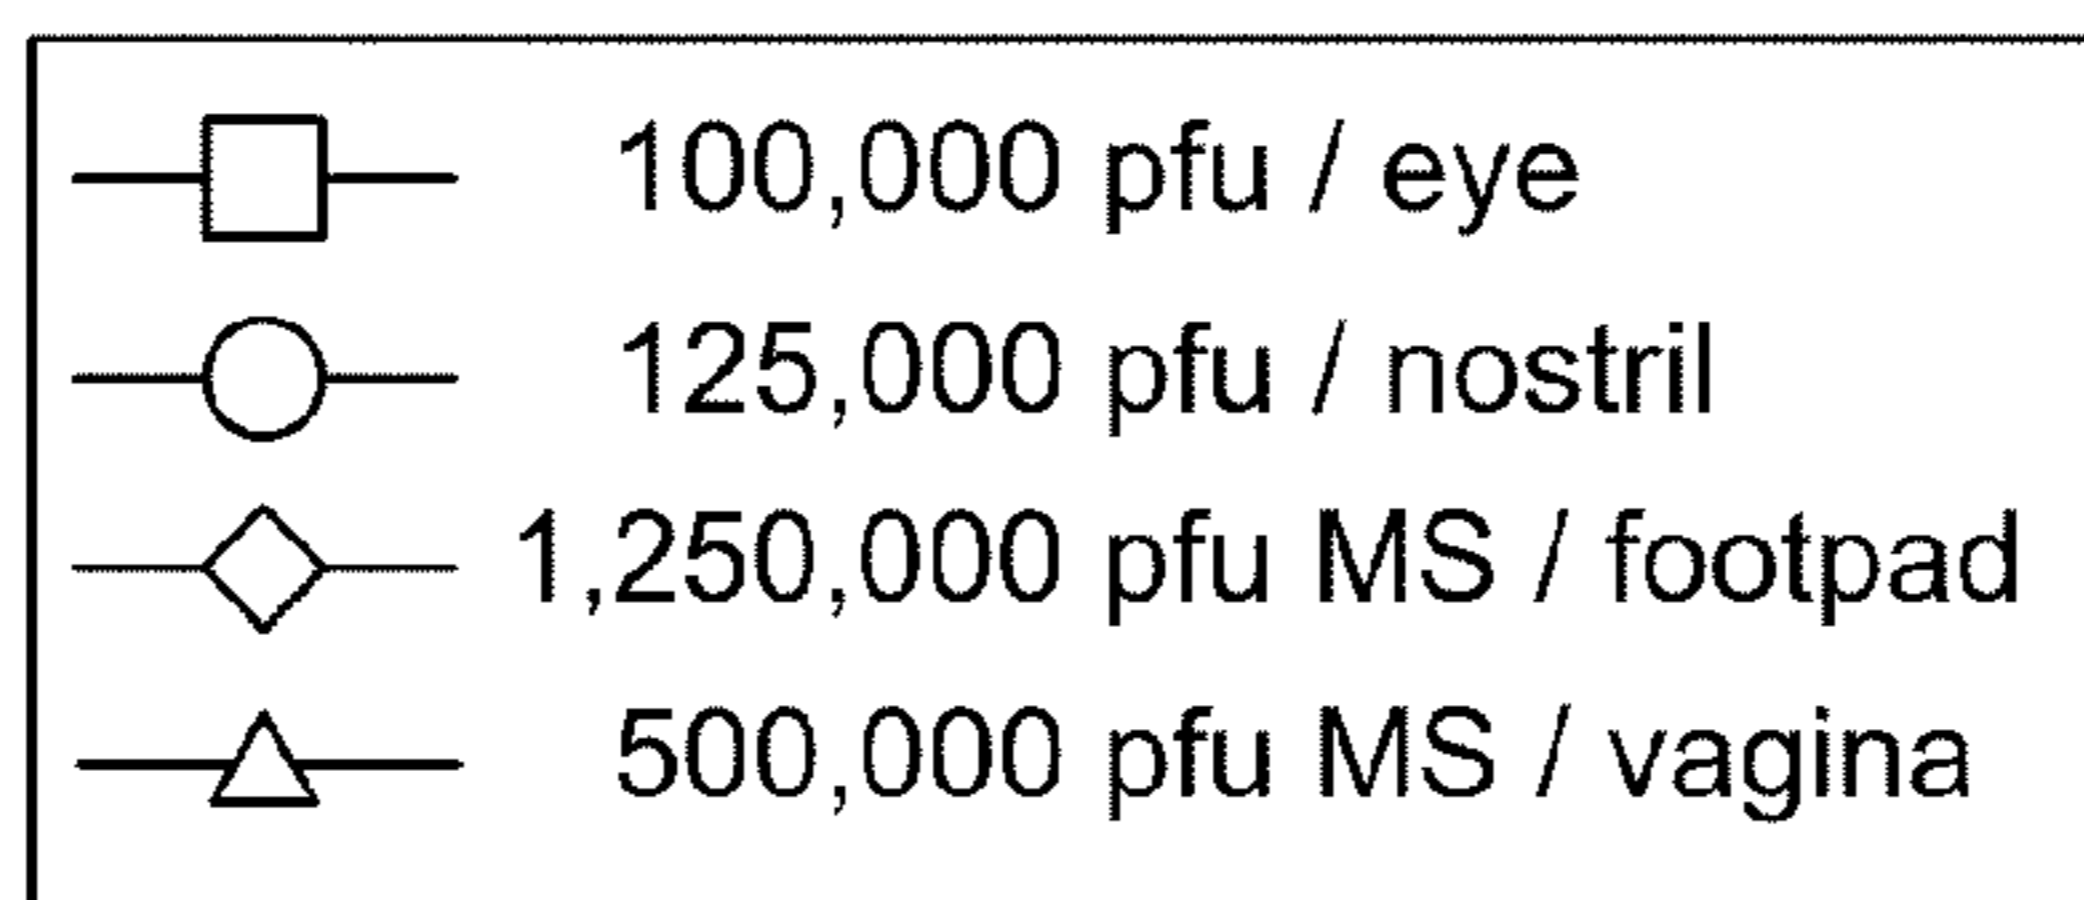 100,000 pfu / eye
125,000 pfu / nostril
1,250,000 pfu MS / footpad
500,000 pfu MS / vagina